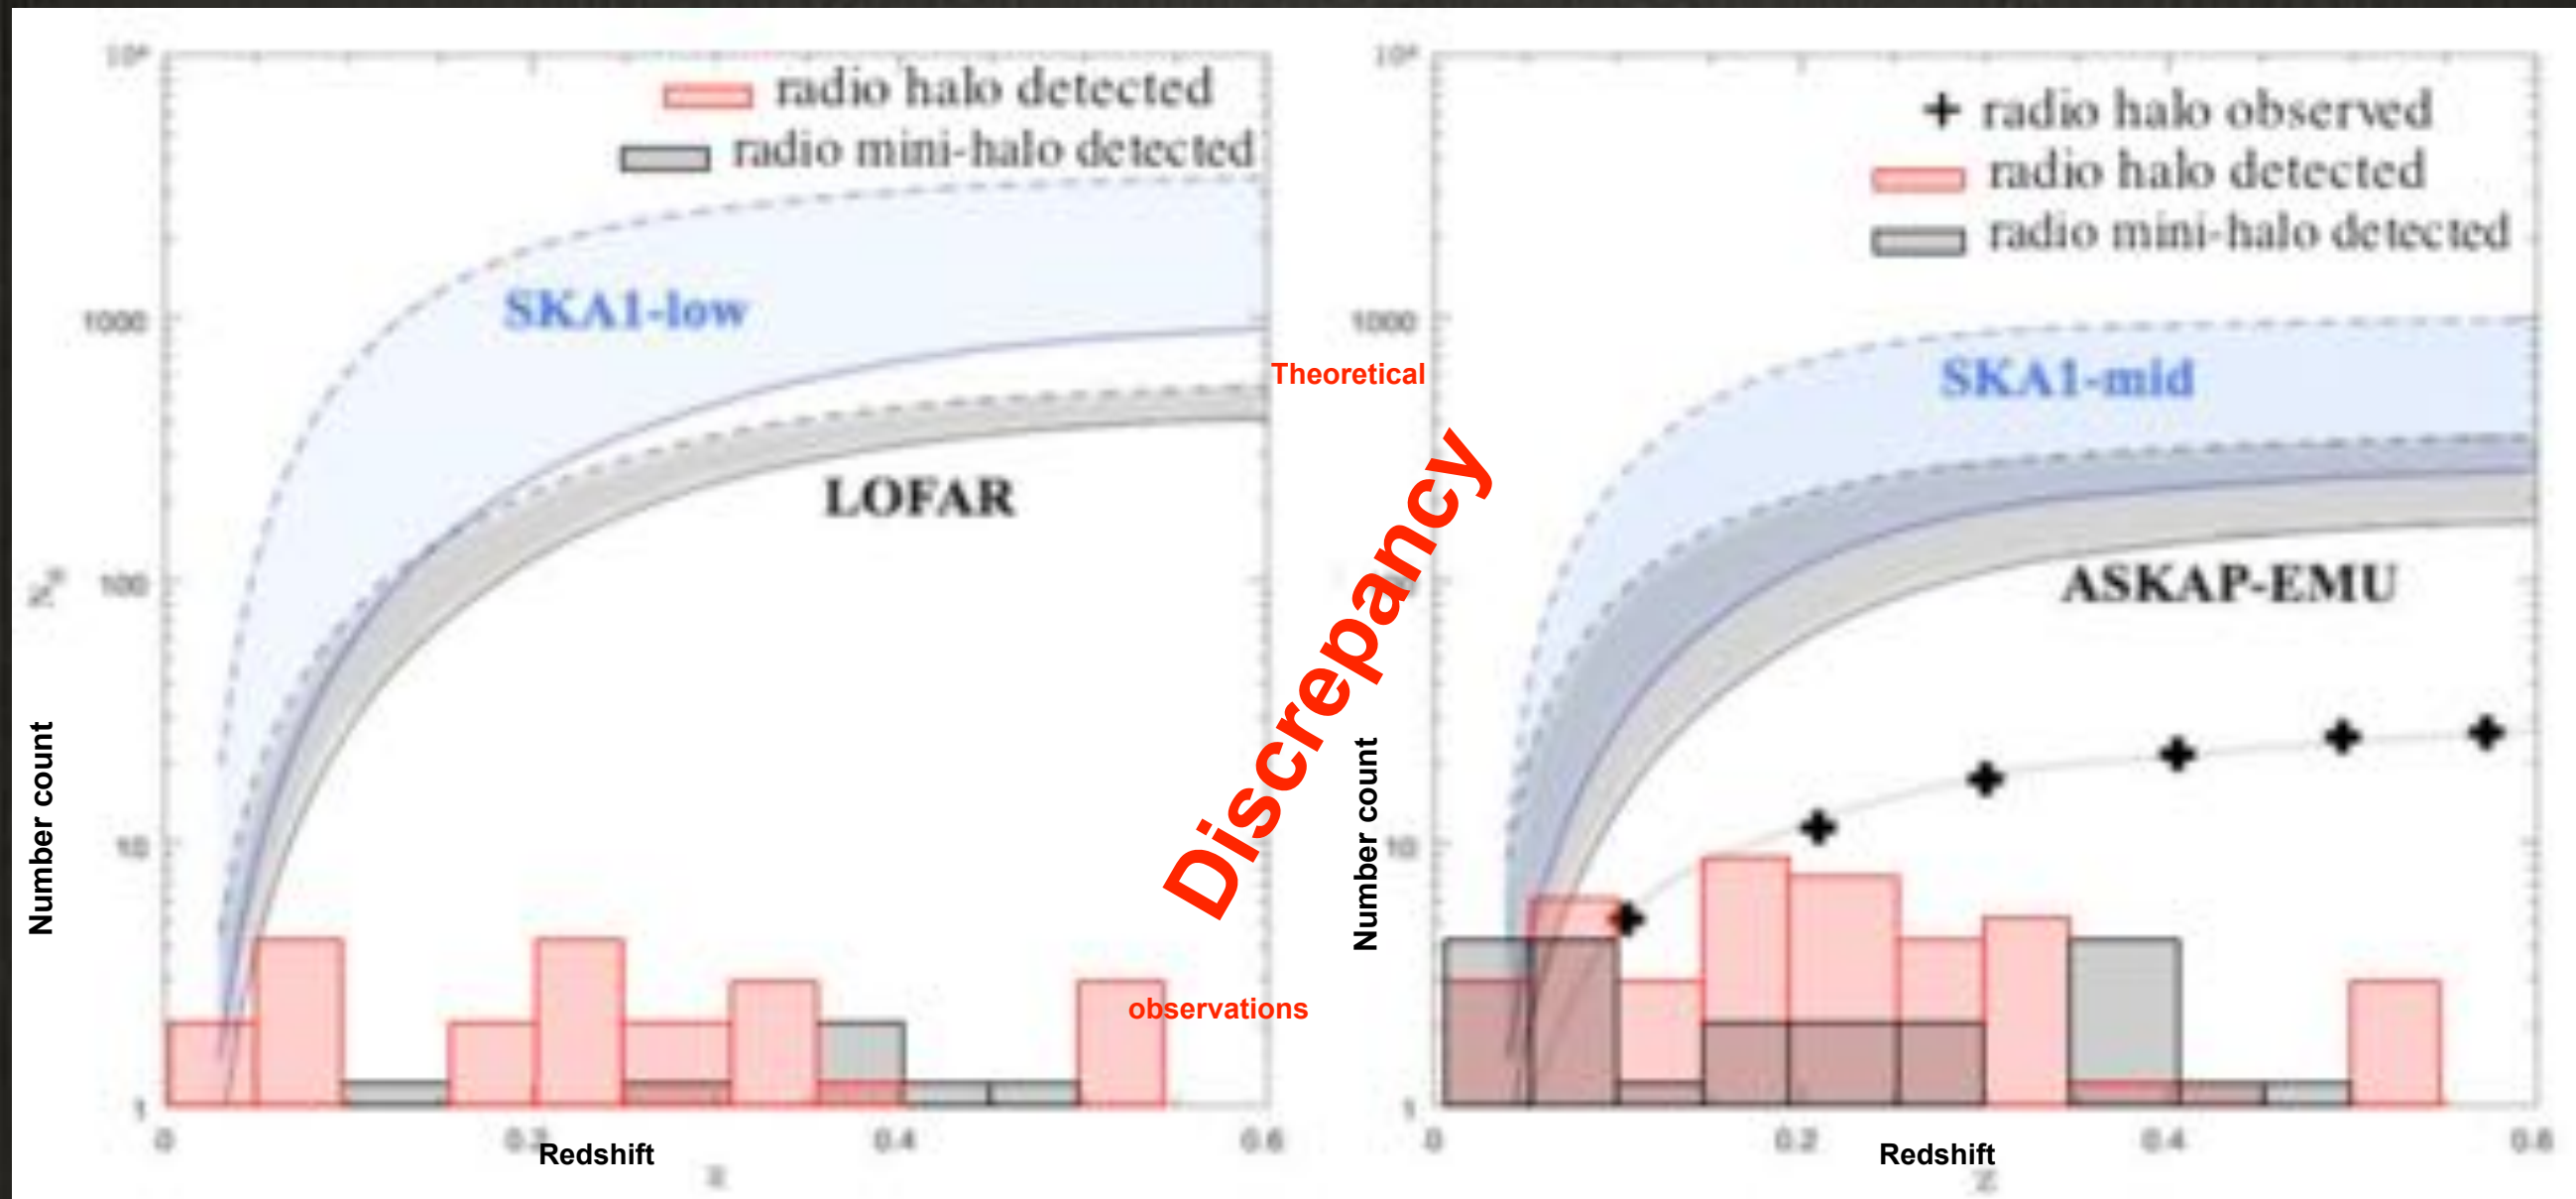 radio halo detected
radio mini-halo detected
SKA1-low
LOFAR
1000
100
10
1
0
0.4
0.6
Number count
Redshift
z
Theoretical
Discrepancy
observations
radio halo observed
radio halo detected
radio mini-halo detected
SKA1-mid
ASKAP-EMU
1000
10
1
0
0.2
0.4
0.6
Number count
Redshift
z